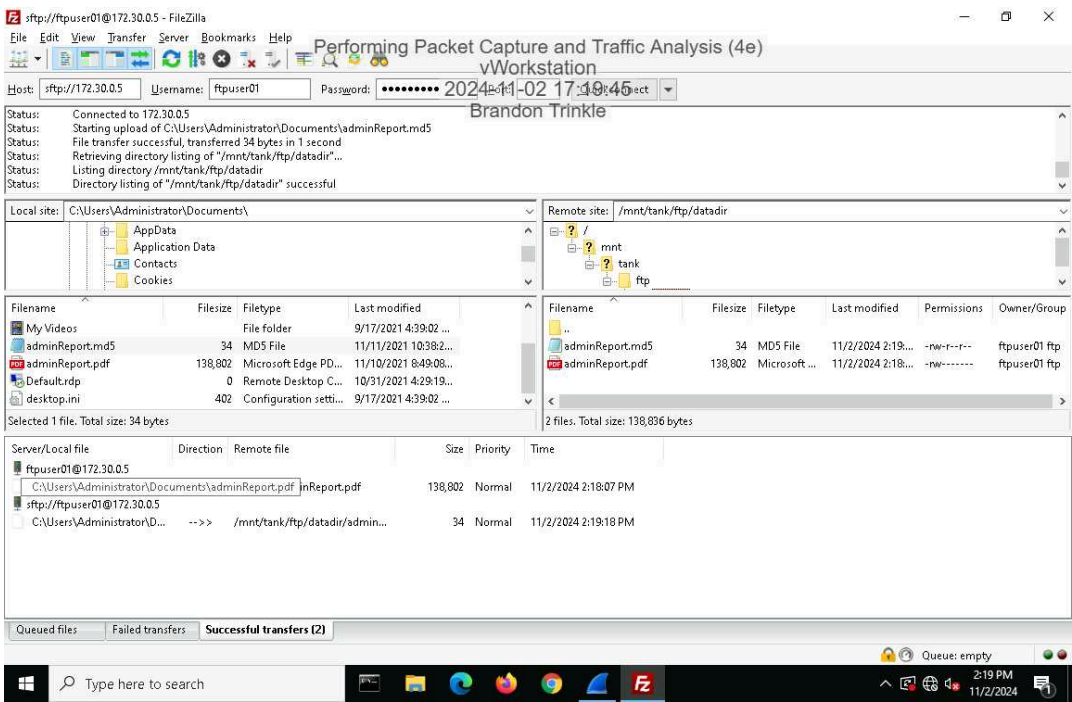 sftp://ftpuser01@172.30.0.5 - FileZilla
File Edit View Transfer Server Bookmarks Help
Performing Packet Capture and Traffic Analysis (4e)
vWorkstation
2024-11-02 17:19:45
Brandon Trinkle
Host: sftp://172.30.0.5 Username: ftpuser01 Password: ●●●●●●●●● Port: Quickconnect
Status: Connected to 172.30.0.5
Status: Starting upload of C:\Users\Administrator\Documents\adminReport.md5
Status: File transfer successful, transferred 34 bytes in 1 second
Status: Retrieving directory listing of "/mnt/tank/ftp/datadir"...
Status: Listing directory /mnt/tank/ftp/datadir
Status: Directory listing of "/mnt/tank/ftp/datadir" successful
Local site: C:\Users\Administrator\Documents\
AppData
Application Data
Contacts
Cookies
Remote site: /mnt/tank/ftp/datadir
/
mnt
tank
ftp
Filename Filesize Filetype Last modified
My Videos File folder 9/17/2021 4:39:02 ...
adminReport.md5 34 MD5 File 11/11/2021 10:38:2...
adminReport.pdf 138,802 Microsoft Edge PD... 11/10/2021 8:49:08...
Default.rdp 0 Remote Desktop C... 10/31/2021 4:29:19...
desktop.ini 402 Configuration setti... 9/17/2021 4:39:02 ...
Selected 1 file. Total size: 34 bytes
Filename Filesize Filetype Last modified Permissions Owner/Group
..
adminReport.md5 34 MD5 File 11/2/2024 2:19:... -rw-r--r-- ftpuser01 ftp
adminReport.pdf 138,802 Microsoft ... 11/2/2024 2:18:... -rw------- ftpuser01 ftp
2 files. Total size: 138,836 bytes
Server/Local file Direction Remote file Size Priority Time
ftpuser01@172.30.0.5
C:\Users\Administrator\Documents\adminReport.pdf inReport.pdf 138,802 Normal 11/2/2024 2:18:07 PM
sftp://ftpuser01@172.30.0.5
C:\Users\Administrator\D... -->> /mnt/tank/ftp/datadir/admin... 34 Normal 11/2/2024 2:19:18 PM
Queued files Failed transfers Successful transfers (2)
Queue: empty
Type here to search
2:19 PM
11/2/2024
1